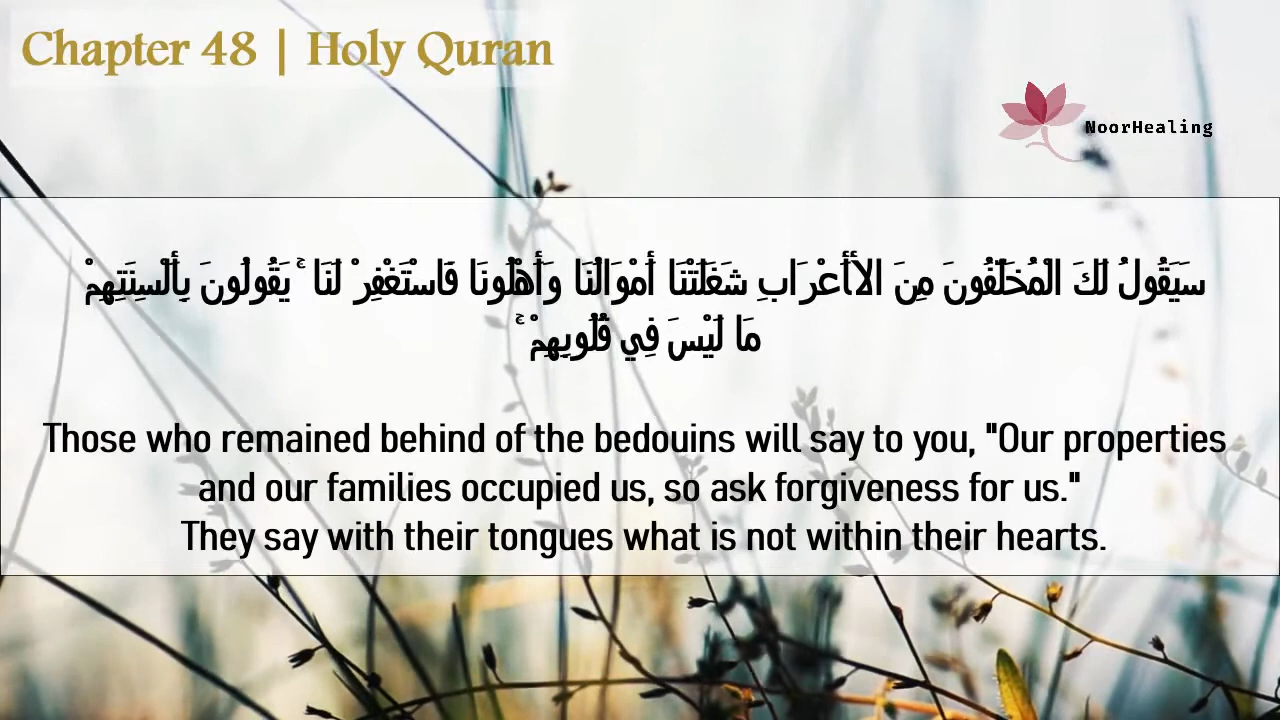 Chapter 48 | Holy Quran
NoorHealing
سَيَقُولُ لَكَ الْمُخَلَّفُونَ مِنَ الأأَعْرَابِ شَغَلَتْنَا أَمْوَالُنَا وَأَهْلُونَا فَاسْتَغْفِرْ لَنَا ۚ يَقُولُونَ بِأَلْسِنَتِهِمْ
مَا لَيْسَ فِي قُلُوبِهِمْ ۚ
Those who remained behind of the bedouins will say to you, "Our properties
and our families occupied us, so ask forgiveness for us."
They say with their tongues what is not within their hearts.